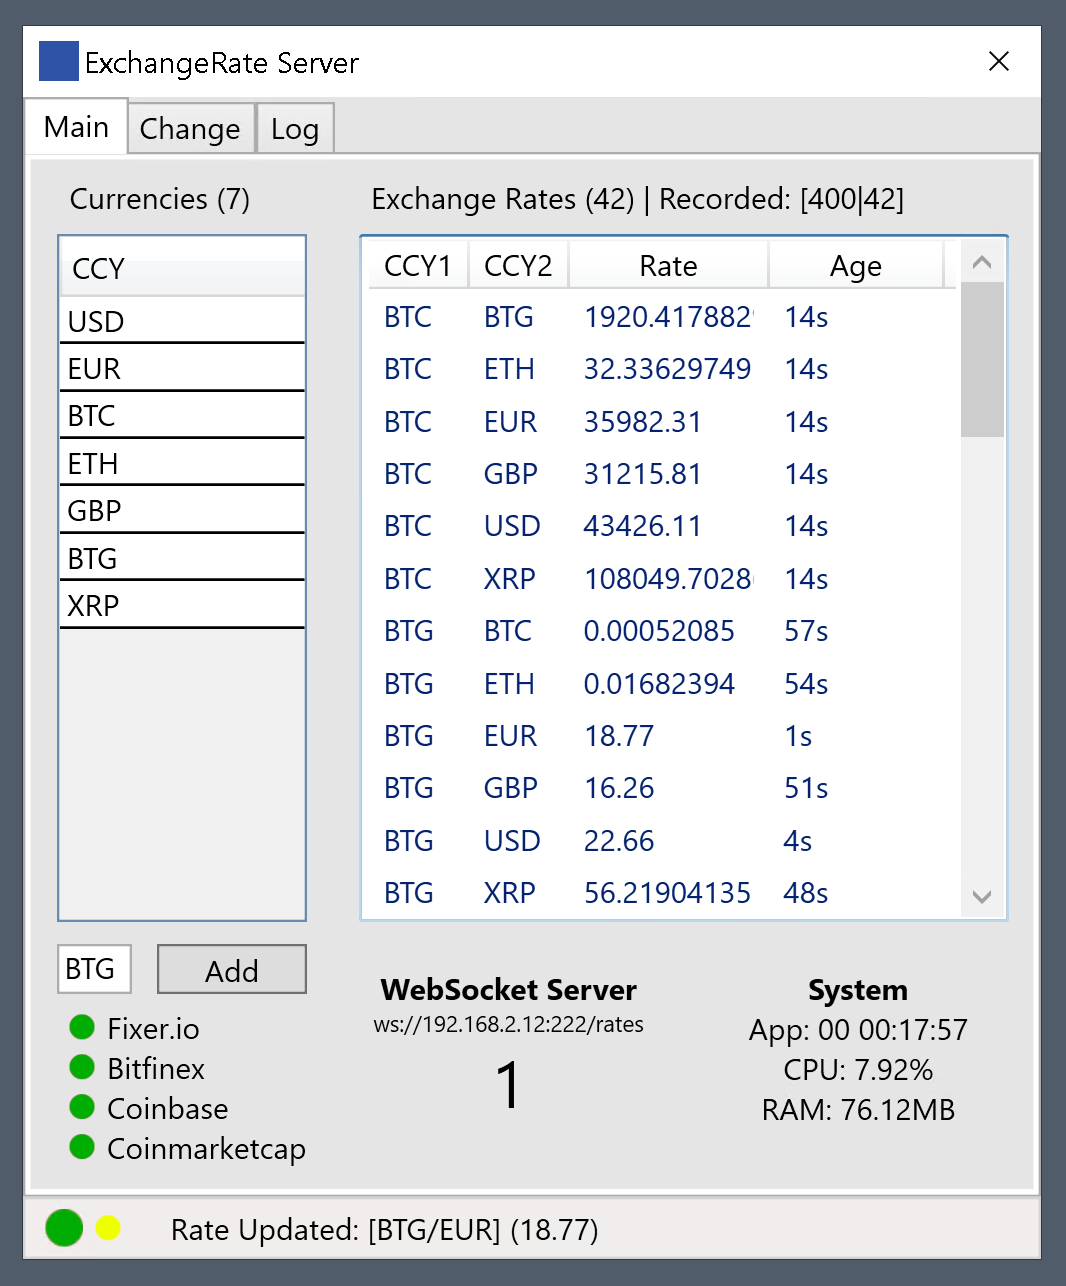 ExchangeRate Server
Main Change Log
Currencies (7)
Exchange Rates (42) | Recorded: [400|42]
CCY
USD
EUR
BTC
ETH
GBP
BTG
XRP
CCY1 CCY2 Rate Age
BTC BTG 1920.4178829 14s
BTC ETH 32.33629749 14s
BTC EUR 35982.31 14s
BTC GBP 31215.81 14s
BTC USD 43426.11 14s
BTC XRP 108049.7028 14s
BTG BTC 0.00052085 57s
BTG ETH 0.01682394 54s
BTG EUR 18.77 1s
BTG GBP 16.26 51s
BTG USD 22.66 4s
BTG XRP 56.21904135 48s
BTG Add
Fixer.io
Bitfinex
Coinbase
Coinmarketcap
WebSocket Server
ws://192.168.2.12:222/rates
1
System
App: 00 00:17:57
CPU: 7.92%
RAM: 76.12MB
Rate Updated: [BTG/EUR] (18.77)